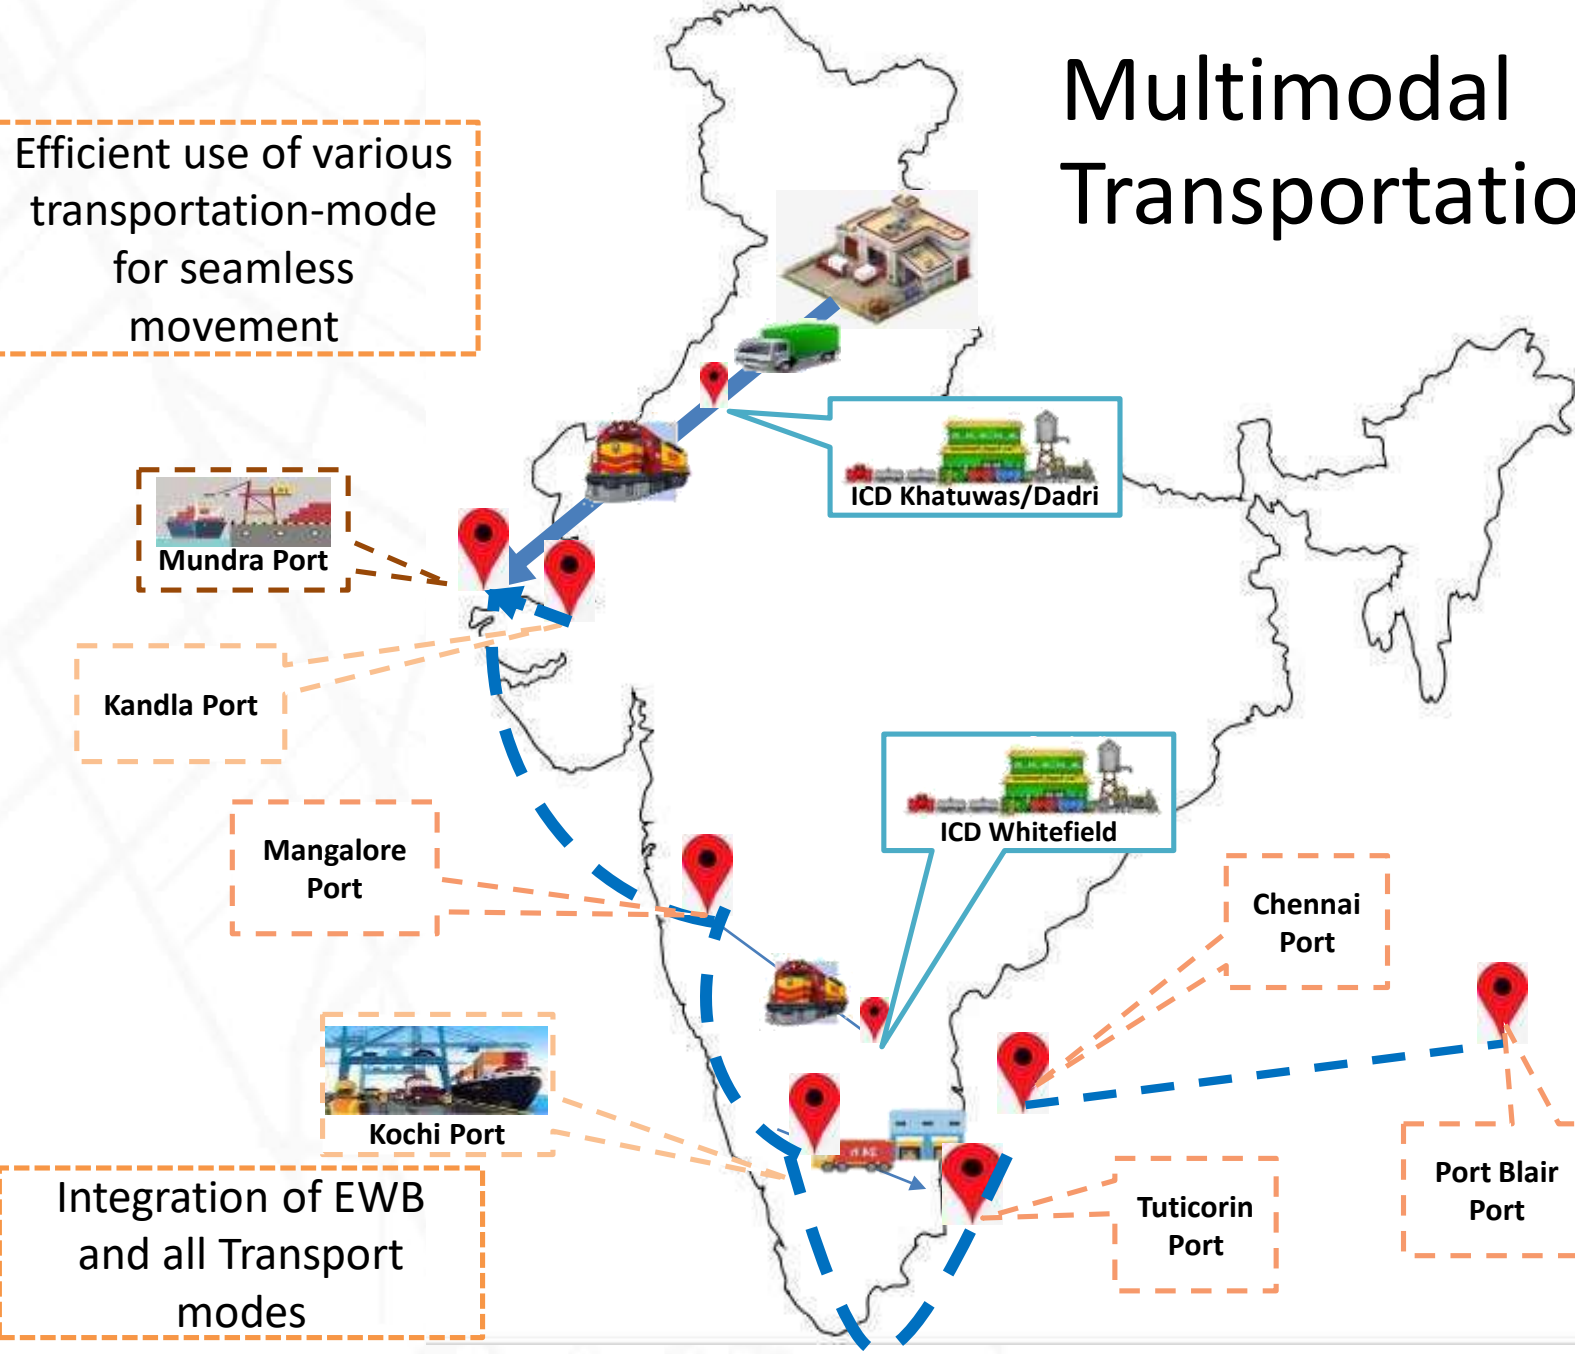 Multimodal
Transportatio
Efficient use of various
transportation-mode
for seamless
movement
ICD Khatuwas/Dadri
Mundra Port
Kandla Port
ICD Whitefield
Mangalore
Port
Chennai
Port
Kochi Port
Port Blair
Port
Tuticorin
Port
Integration of EWB
and all Transport
modes